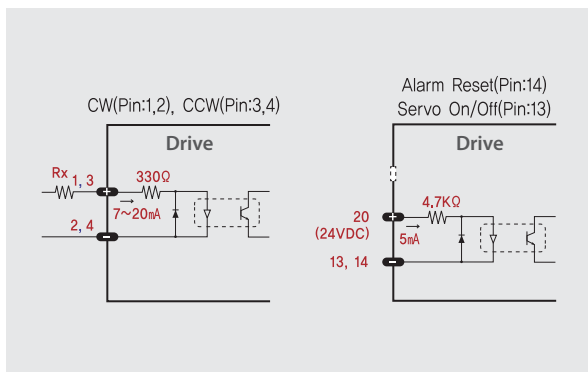 CW(Pin:1,2), CCW(Pin:3,4)
Drive
Rx
1, 3
330Ω
+
7~20mA
2, 4
-
Alarm Reset(Pin:14)
Servo On/Off(Pin:13)
Drive
20
(24VDC)
+
4.7KΩ
5mA
13, 14
-